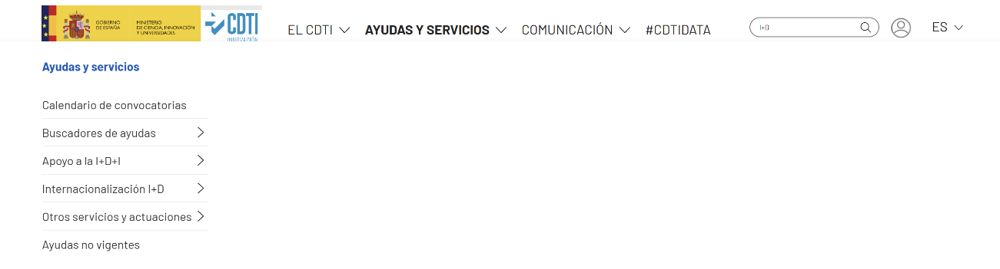 GOBIERNO
DE ESPAÑA
MINISTERIO
DE CIENCIA, INNOVACIÓN
Y UNIVERSIDADES
CDTI
INNOVACIÓN
EL CDTI
AYUDAS Y SERVICIOS
COMUNICACIÓN
#CDTIDATA
I+D
ES
Ayudas y servicios
Calendario de convocatorias
Buscadores de ayudas
Apoyo a la I+D+I
Internacionalización I+D
Otros servicios y actuaciones
Ayudas no vigentes